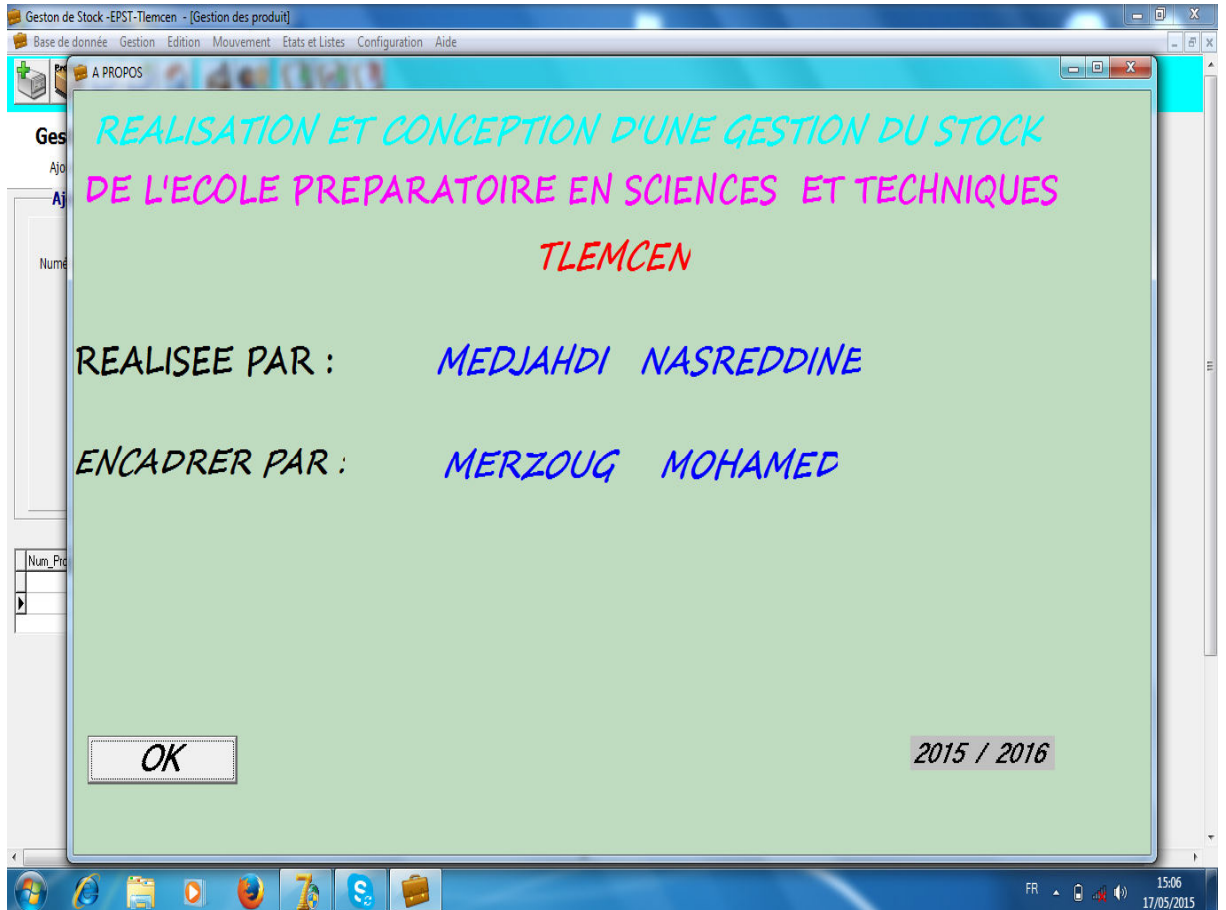 Geston de Stock -EPST-Tlemcen - [Gestion des produit]
Base de donnée Gestion Edition Mouvement Etats et Listes Configuration Aide
A PROPOS
REALISATION ET CONCEPTION D'UNE GESTION DU STOCK
DE L'ECOLE PREPARATOIRE EN SCIENCES ET TECHNIQUES
TLEMCEN
REALISEE PAR : MEDJAHDI NASREDDINE
ENCADRER PAR : MERZOUG MOHAMED
OK
2015 / 2016
FR
15:06
17/05/2015